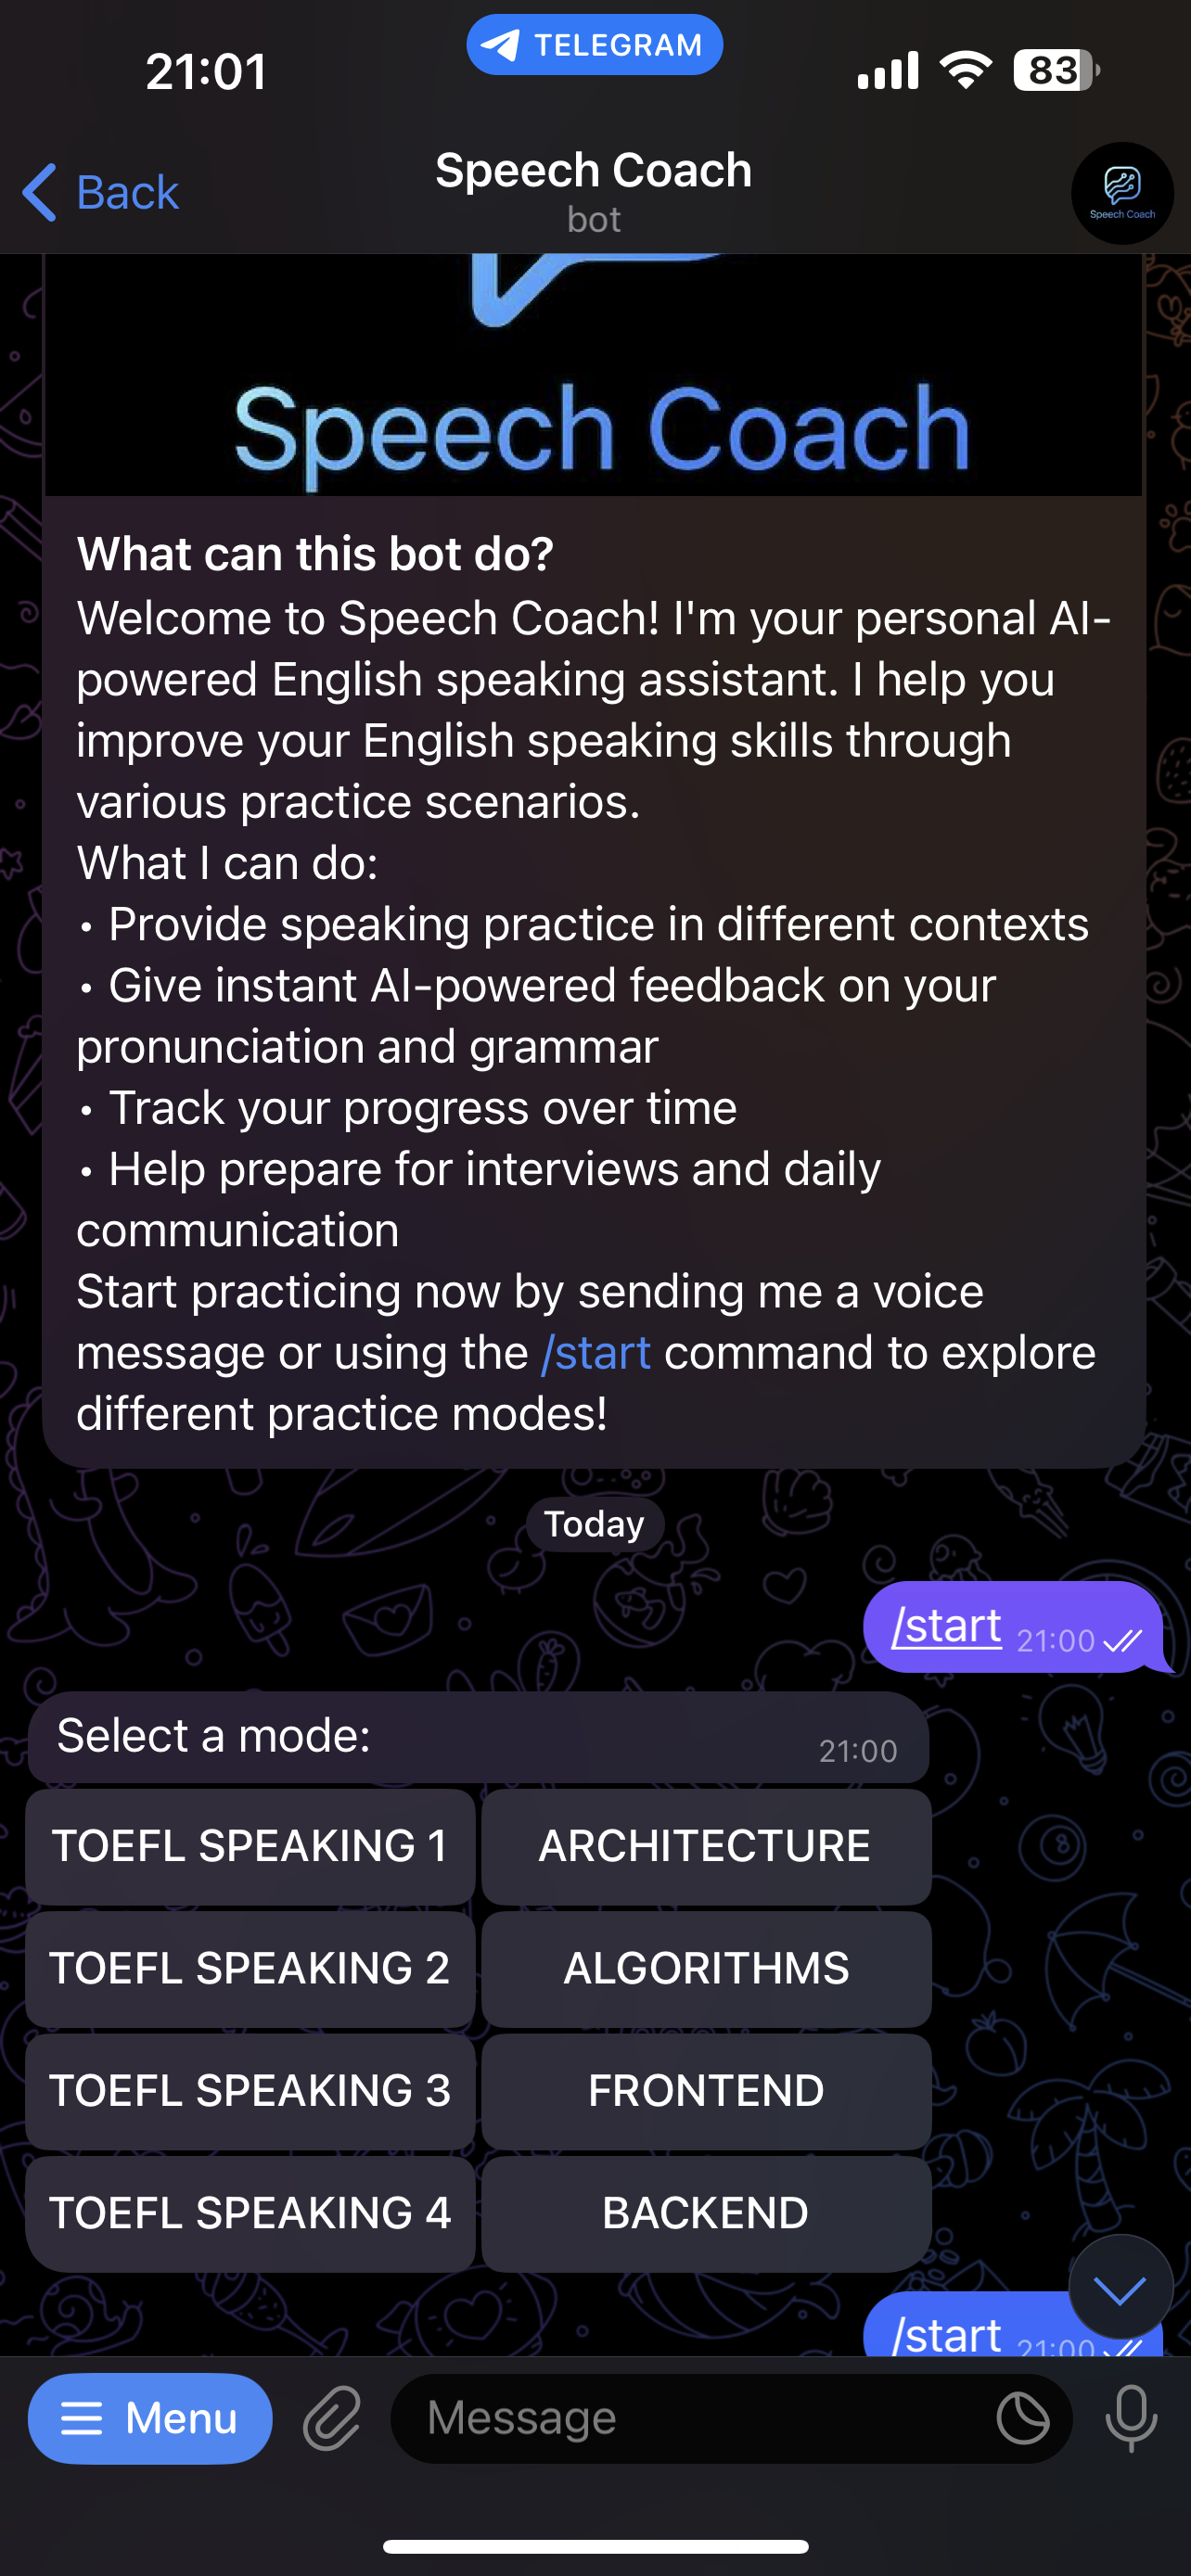 21:01
TELEGRAM
83
Back
Speech Coach
bot
Speech Coach
Speech Coach
What can this bot do?
Welcome to Speech Coach! I'm your personal AI-
powered English speaking assistant. I help you
improve your English speaking skills through
various practice scenarios.
What I can do:
• Provide speaking practice in different contexts
• Give instant AI-powered feedback on your
pronunciation and grammar
• Track your progress over time
• Help prepare for interviews and daily
communication
Start practicing now by sending me a voice
message or using the /start command to explore
different practice modes!
Today
/start 21:00
Select a mode:
21:00
TOEFL SPEAKING 1
ARCHITECTURE
TOEFL SPEAKING 2
ALGORITHMS
TOEFL SPEAKING 3
FRONTEND
TOEFL SPEAKING 4
BACKEND
/start 21:00
Menu
Message